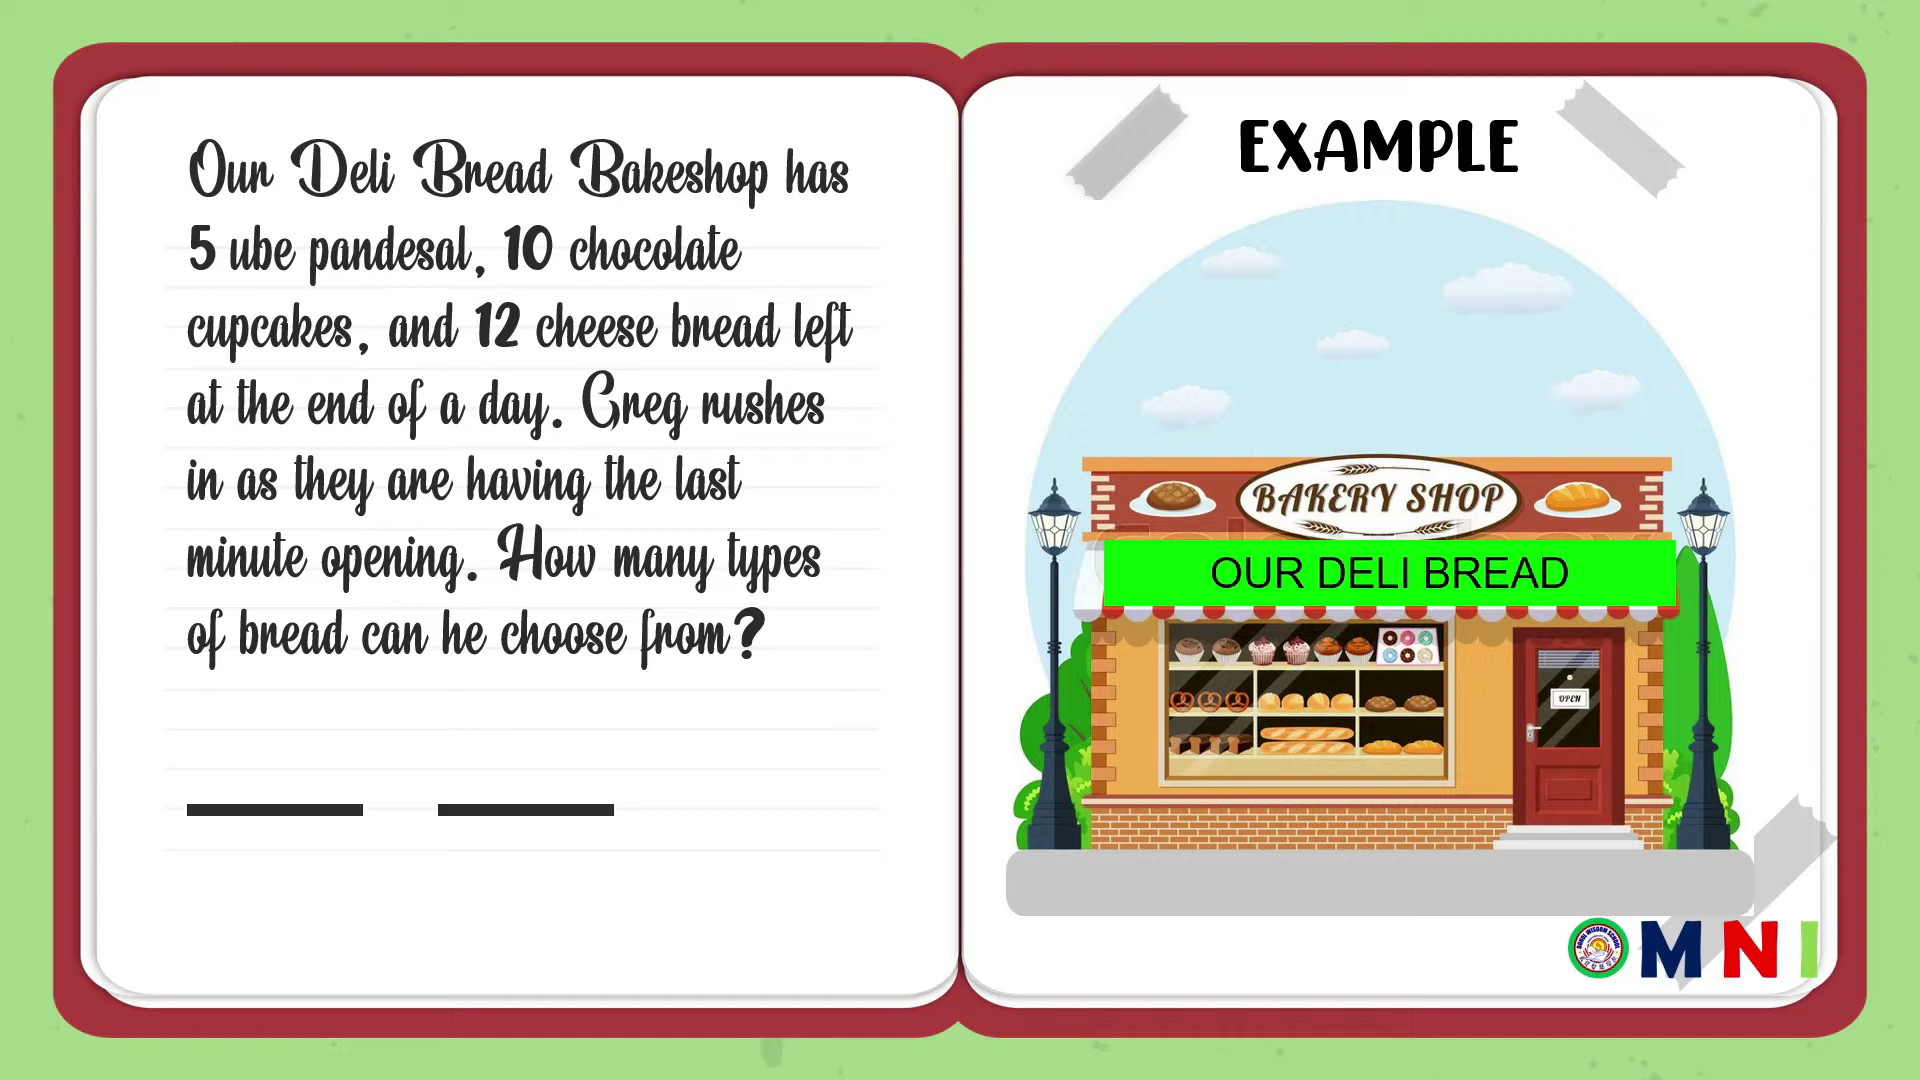 Our Deli Bread Bakeshop has
5 ube pandesal, 10 chocolate
cupcakes, and 12 cheese bread left
at the end of a day. Greg rushes
in as they are having the last
minute opening. How many types
of bread can he choose from?
EXAMPLE
BAKERY SHOP
OUR DELI BREAD
OPEN
MNI